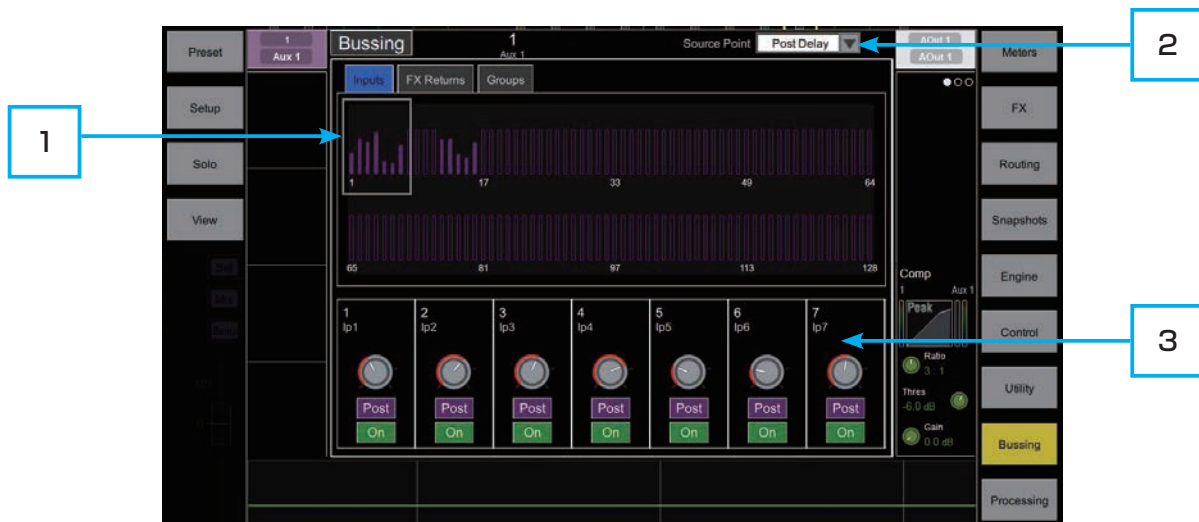 1
2
3
Preset
Setup
Solo
View
1
Aux 1
Bussing
1
Aux 1
Source Point
Post Delay
AOut 1
AOut 1
Inputs
FX Returns
Groups
1
17
33
49
64
65
81
97
113
128
1
Ip1
Post
On
2
Ip2
Post
On
3
Ip3
Post
On
4
Ip4
Post
On
5
Ip5
Post
On
6
Ip6
Post
On
7
Ip7
Post
On
Comp
1
Aux 1
Peak
Ratio
3 : 1
Thres
-6.0 dB
Gain
0.0 dB
Meters
FX
Routing
Snapshots
Engine
Control
Utility
Bussing
Processing